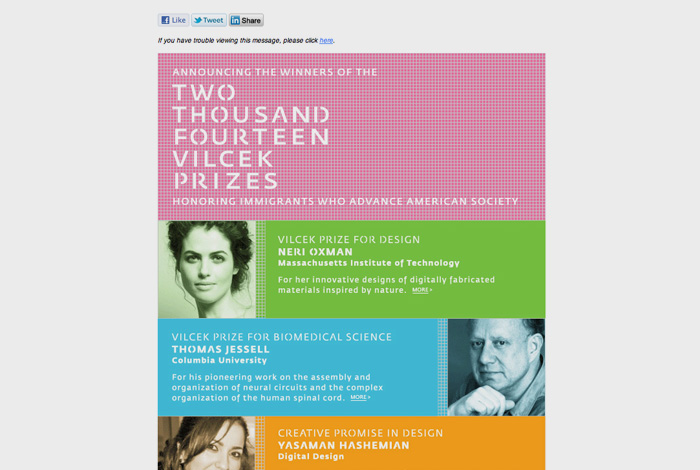 Like Tweet Share
If you have trouble viewing this message, please click here.
ANNOUNCING THE WINNERS OF THE
TWO
THOUSAND
FOURTEEN
VILCEK
PRIZES
HONORING IMMIGRANTS WHO ADVANCE AMERICAN SOCIETY
VILCEK PRIZE FOR DESIGN
NERI OXMAN
Massachusetts Institute of Technology
For her innovative designs of digitally fabricated
materials inspired by nature. MORE>
VILCEK PRIZE FOR BIOMEDICAL SCIENCE
THOMAS JESSELL
Columbia University
For his pioneering work on the assembly and
organization of neural circuits and the complex
organization of the human spinal cord. MORE>
CREATIVE PROMISE IN DESIGN
YASAMAN HASHEMIAN
Digital Design